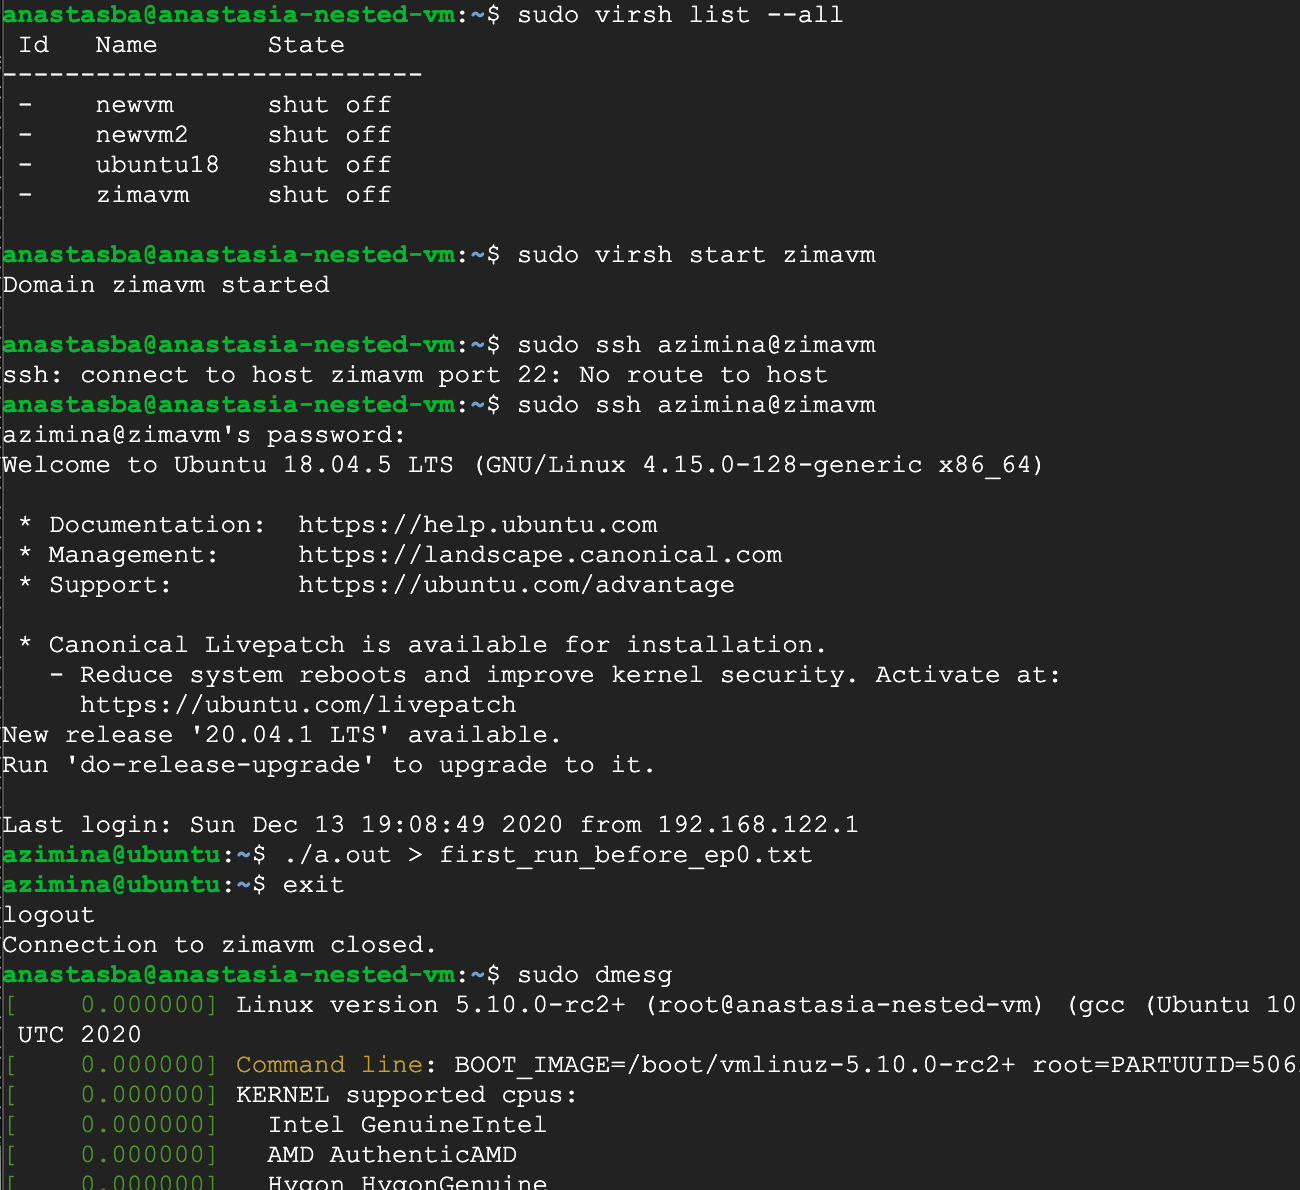 anastasba@anastasia-nested-vm:~$ sudo virsh list --all
 Id   Name       State
---------------------------
 -    newvm      shut off
 -    newvm2     shut off
 -    ubuntu18   shut off
 -    zimavm     shut off
anastasba@anastasia-nested-vm:~$ sudo virsh start zimavm
Domain zimavm started
anastasba@anastasia-nested-vm:~$ sudo ssh azimina@zimavm
ssh: connect to host zimavm port 22: No route to host
anastasba@anastasia-nested-vm:~$ sudo ssh azimina@zimavm
azimina@zimavm's password:
Welcome to Ubuntu 18.04.5 LTS (GNU/Linux 4.15.0-128-generic x86_64)
 * Documentation:  https://help.ubuntu.com
 * Management:     https://landscape.canonical.com
 * Support:        https://ubuntu.com/advantage
 * Canonical Livepatch is available for installation.
   - Reduce system reboots and improve kernel security. Activate at:
     https://ubuntu.com/livepatch
New release '20.04.1 LTS' available.
Run 'do-release-upgrade' to upgrade to it.
Last login: Sun Dec 13 19:08:49 2020 from 192.168.122.1
azimina@ubuntu:~$ ./a.out > first_run_before_ep0.txt
azimina@ubuntu:~$ exit
logout
Connection to zimavm closed.
anastasba@anastasia-nested-vm:~$ sudo dmesg
[    0.000000] Linux version 5.10.0-rc2+ (root@anastasia-nested-vm) (gcc (Ubuntu 10
 UTC 2020
[    0.000000] Command line: BOOT_IMAGE=/boot/vmlinuz-5.10.0-rc2+ root=PARTUUID=506
[    0.000000] KERNEL supported cpus:
[    0.000000]   Intel GenuineIntel
[    0.000000]   AMD AuthenticAMD
[    0.000000]   Hygon HygonGenuine